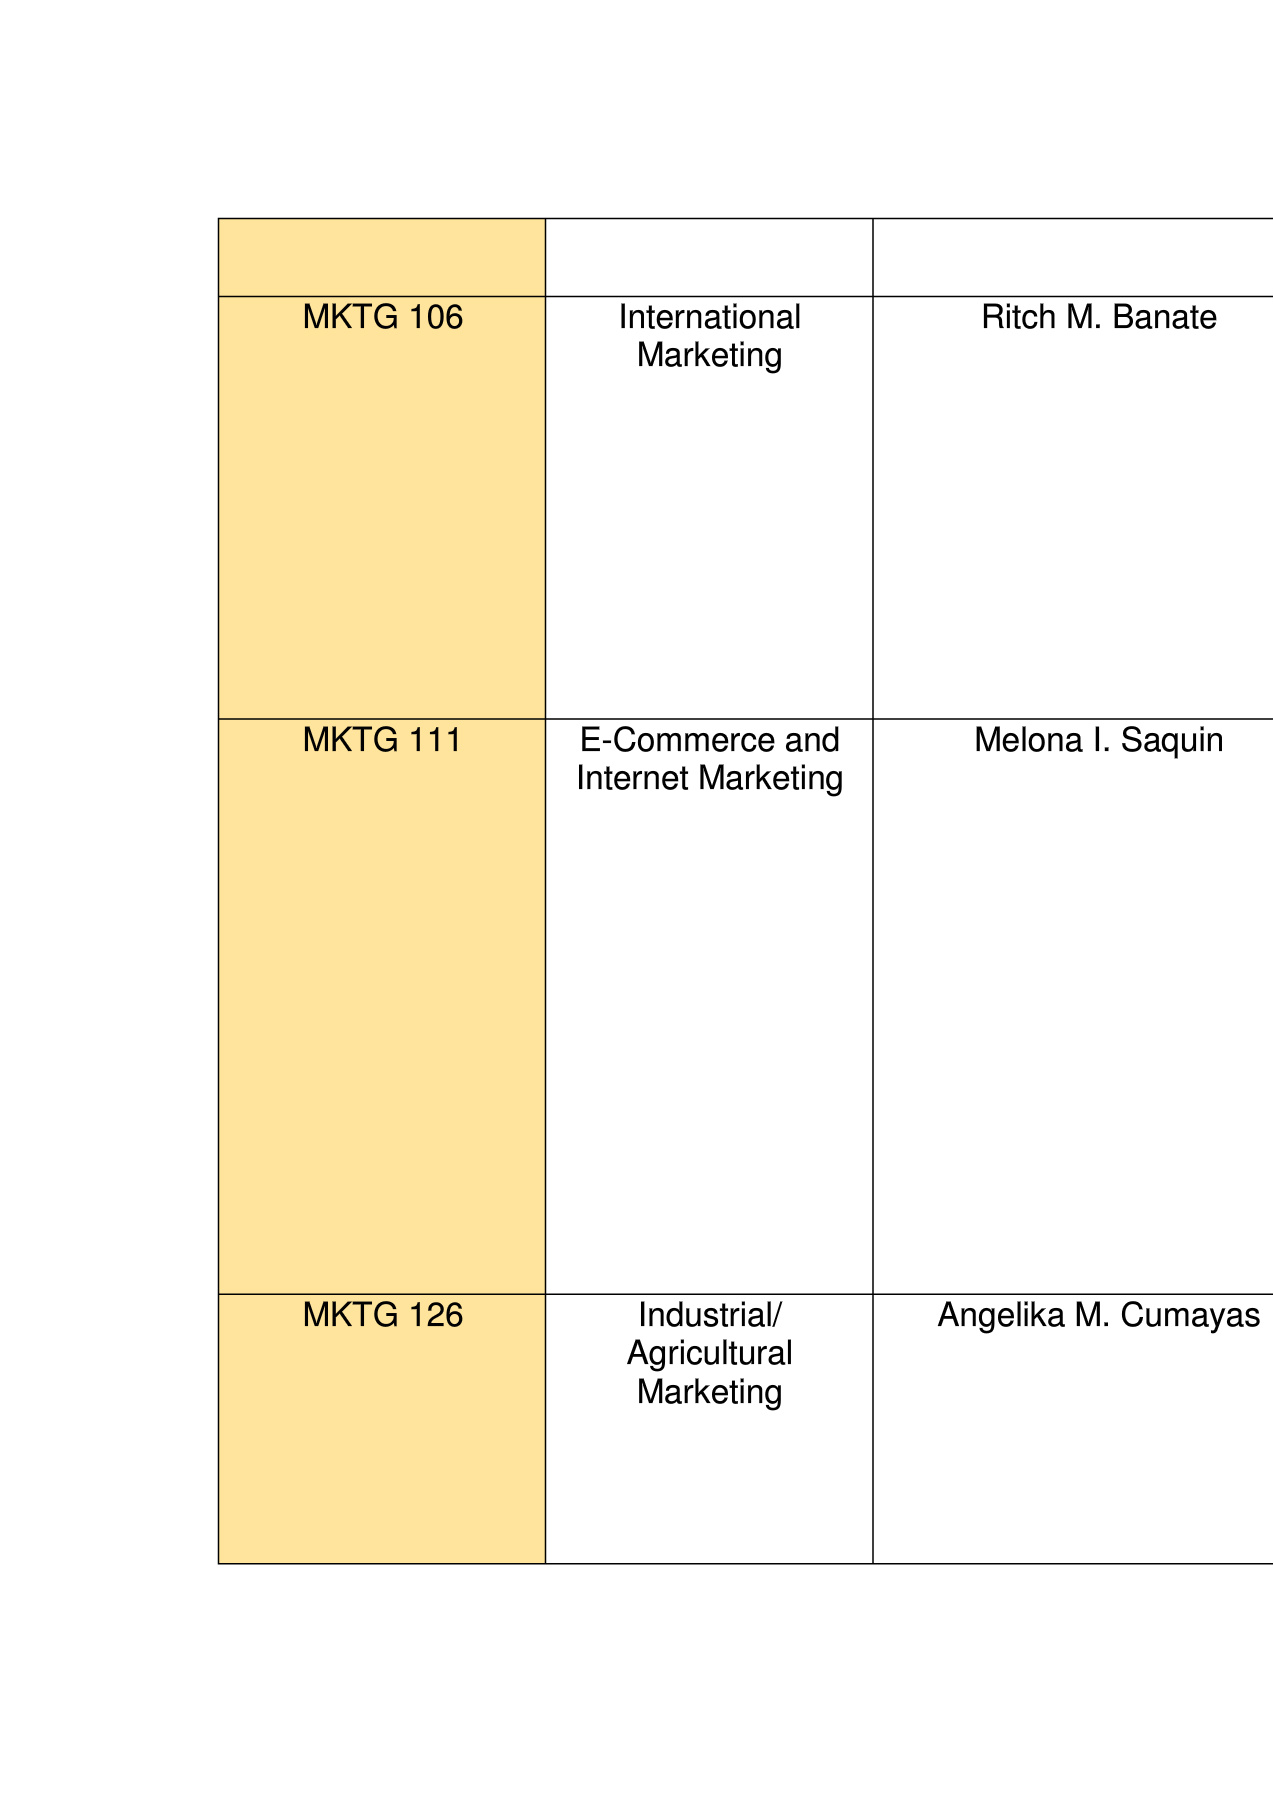 MKTG 106
International
Marketing
Ritch M. Banate
MKTG 111
E-Commerce and
Internet Marketing
Melona I. Saquin
MKTG 126
Industrial/
Agricultural
Marketing
Angelika M. Cumayas